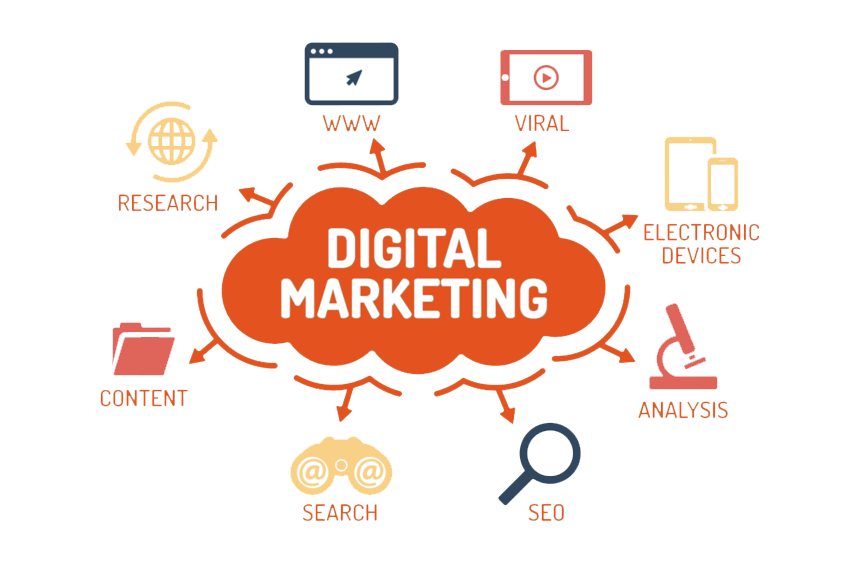 WWW
VIRAL
RESEARCH
ELECTRONIC
DEVICES
DIGITAL
MARKETING
CONTENT
ANALYSIS
@ @
SEARCH
SEO